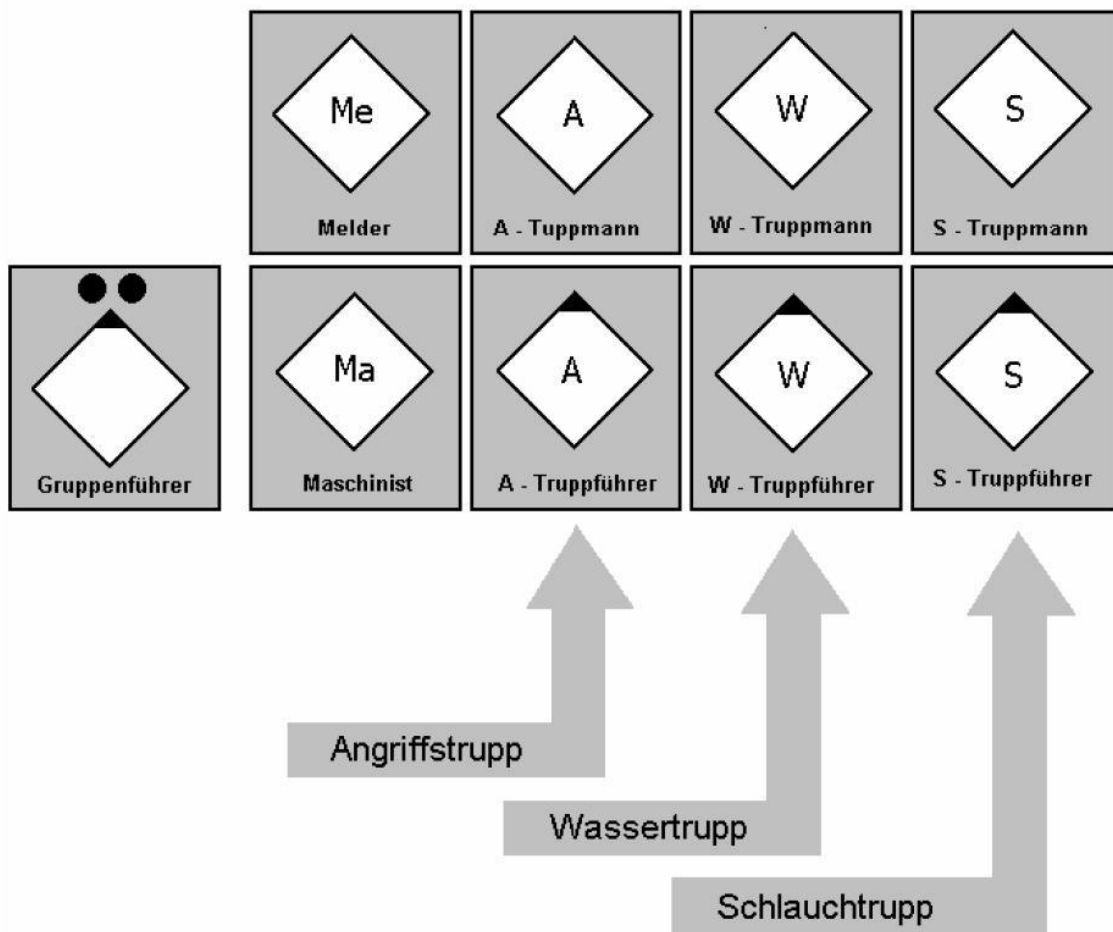 Me
A
W
S
Melder
A - Tuppmann
W - Truppmann
S - Truppmann
Ma
A
W
S
Gruppenführer
Maschinist
A - Truppführer
W - Truppführer
S - Truppführer
Angriffstrupp
Wassertrupp
Schlauchtrupp